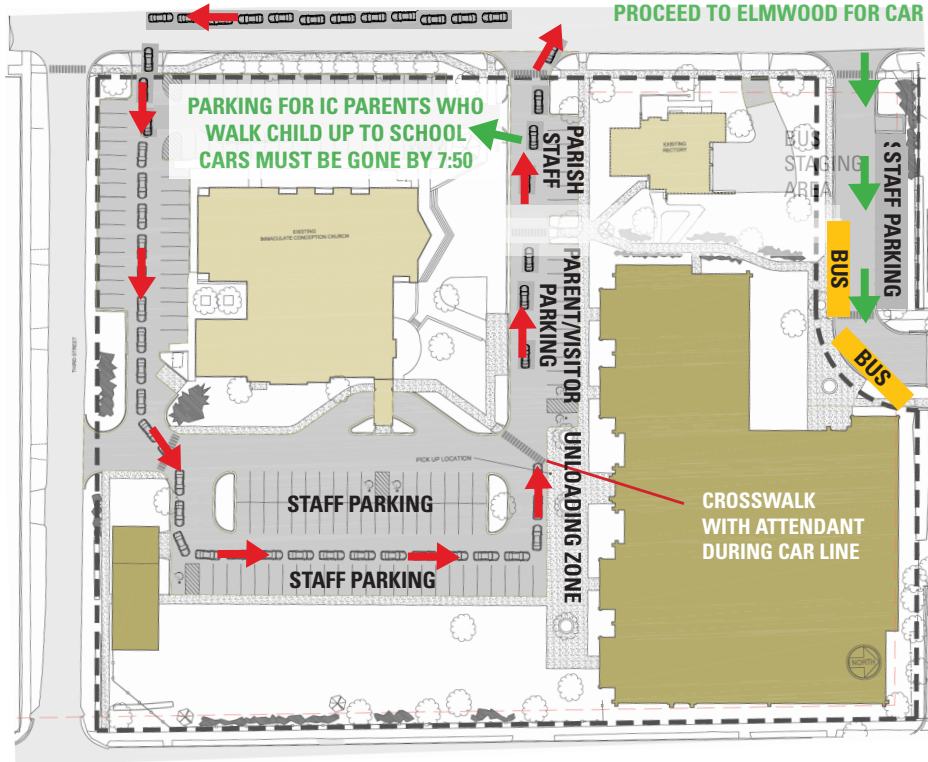 PROCEED TO ELMWOOD FOR CAR
PARKING FOR IC PARENTS WHO
WALK CHILD UP TO SCHOOL
CARS MUST BE GONE BY 7:50
PARISH
STAFF
EXISTING
RECTORY
BUS
STAGING
AREA
STAFF PARKING
EXISTING
IMMACULATE CONCEPTION CHURCH
PARENT/VISITOR
PARKING
BUS
BUS
THIRD STREET
UNLOADING ZONE
PICK UP LOCATION
STAFF PARKING
CROSSWALK
WITH ATTENDANT
DURING CAR LINE
STAFF PARKING
NORTH